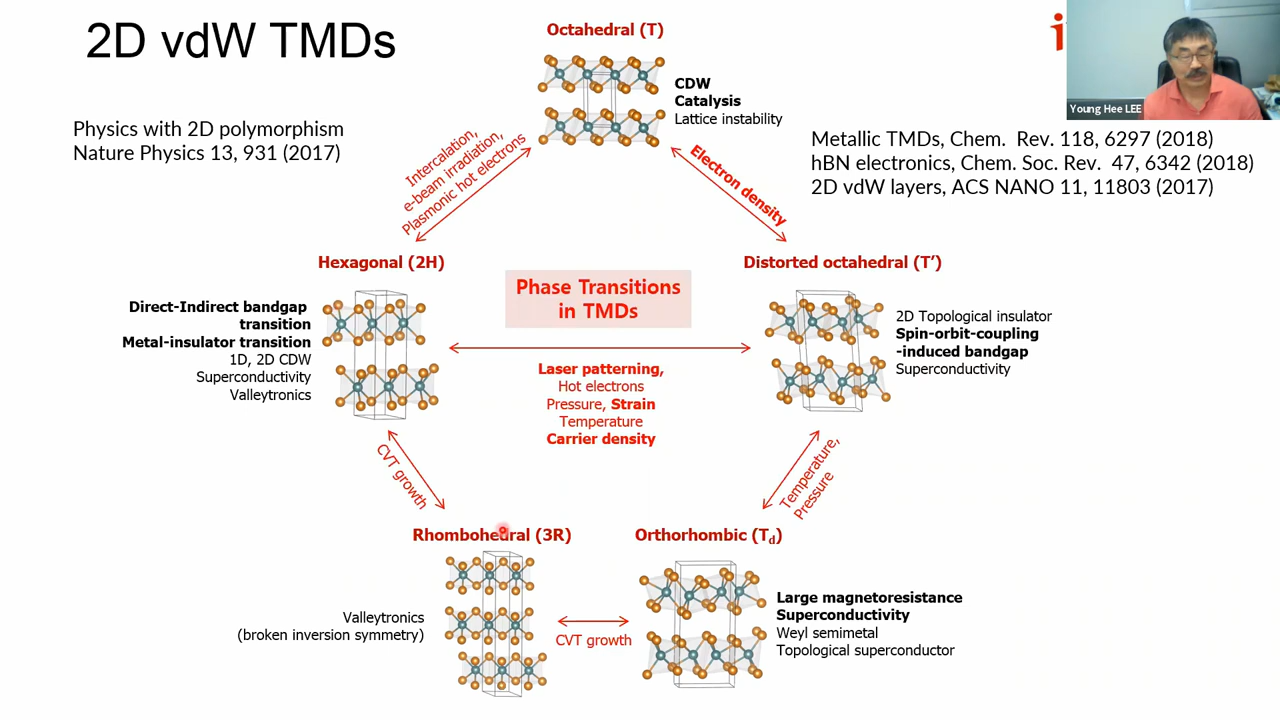 2D vdW TMDs
Physics with 2D polymorphism
Nature Physics 13, 931 (2017)
Octahedral (T)
CDW
Catalysis
Lattice instability
Young Hee LEE
Metallic TMDs, Chem. Rev. 118, 6297 (2018)
hBN electronics, Chem. Soc. Rev. 47, 6342 (2018)
2D vdW layers, ACS NANO 11, 11803 (2017)
Intercalation,
e-beam irradiation,
Plasmonic hot electrons
Electron density
Hexagonal (2H)
Direct-Indirect bandgap
transition
Metal-insulator transition
1D, 2D CDW
Superconductivity
Valleytronics
Phase Transitions
in TMDs
Laser patterning,
Hot electrons
Pressure, Strain
Temperature
Carrier density
Distorted octahedral (T′)
2D Topological insulator
Spin-orbit-coupling
-induced bandgap
Superconductivity
CVT growth
Temperature,
Pressure
Rhombohedral (3R)
Valleytronics
(broken inversion symmetry)
CVT growth
Orthorhombic (Td)
Large magnetoresistance
Superconductivity
Weyl semimetal
Topological superconductor